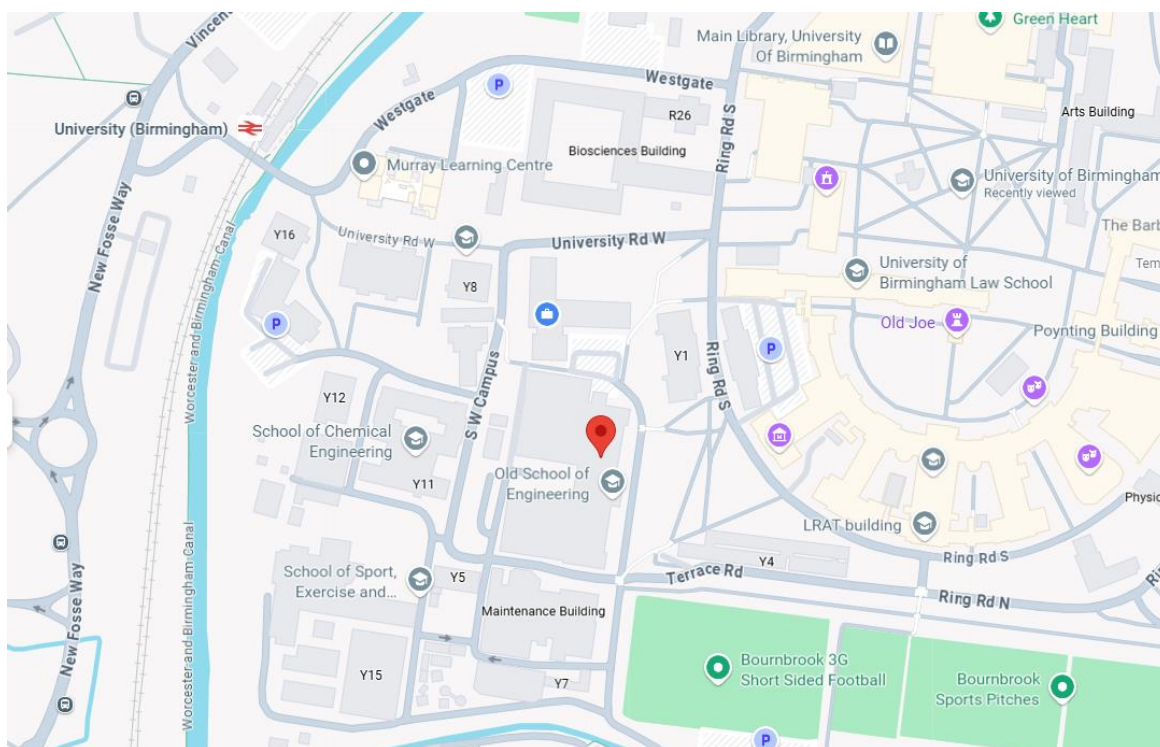 Green Heart
Main Library, University
Of Birmingham
Vincent
Westgate
Westgate
P
R26
Ring Rd S
Arts Building
University (Birmingham)
Biosciences Building
Murray Learning Centre
University of Birmingham
Recently viewed
New Fosse Way
Worcester and Birmingham Canal
Y16
University Rd W
University Rd W
The Barb
Tem
University of
Birmingham Law School
Y8
P
Old Joe
Poynting Building
Y1
P
Ring Rd S
S W Campus
Y12
School of Chemical
Engineering
Y11
Old School of
Engineering
LRAT building
Physic
Worcester and Birmingham Canal
Ring Rd S
Y4
Terrace Rd
Ring Rd N
School of Sport,
Exercise and...
Y5
Maintenance Building
New Fosse Way
Y15
Y7
Bournbrook 3G
Short Sided Football
Bournbrook
Sports Pitches
P